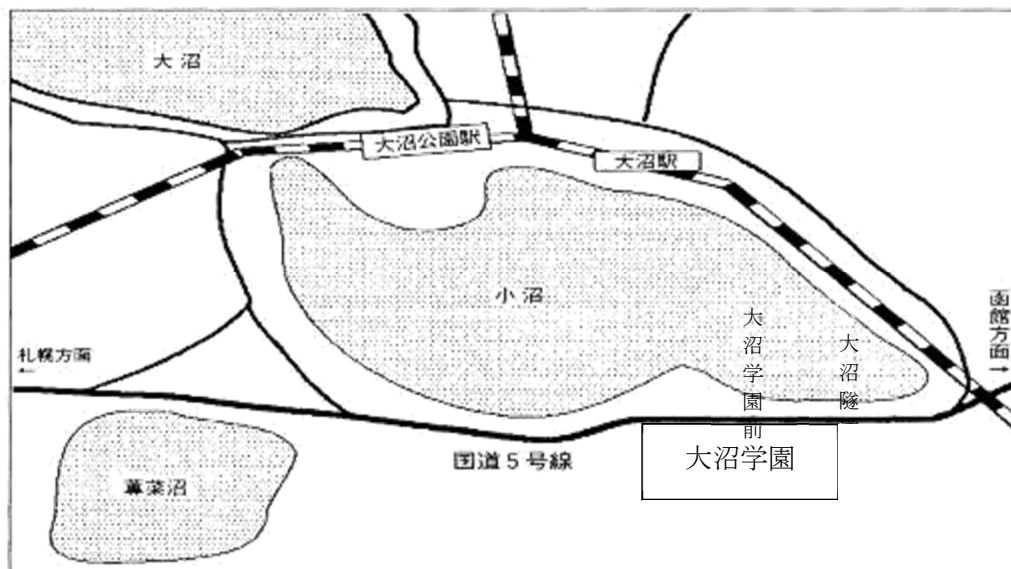 大沼
大沼公園駅
大沼駅
小沼
函館方面→
大沼学園前
大沼隧
札幌方面
←
国道5号線
大沼学園
蓴菜沼